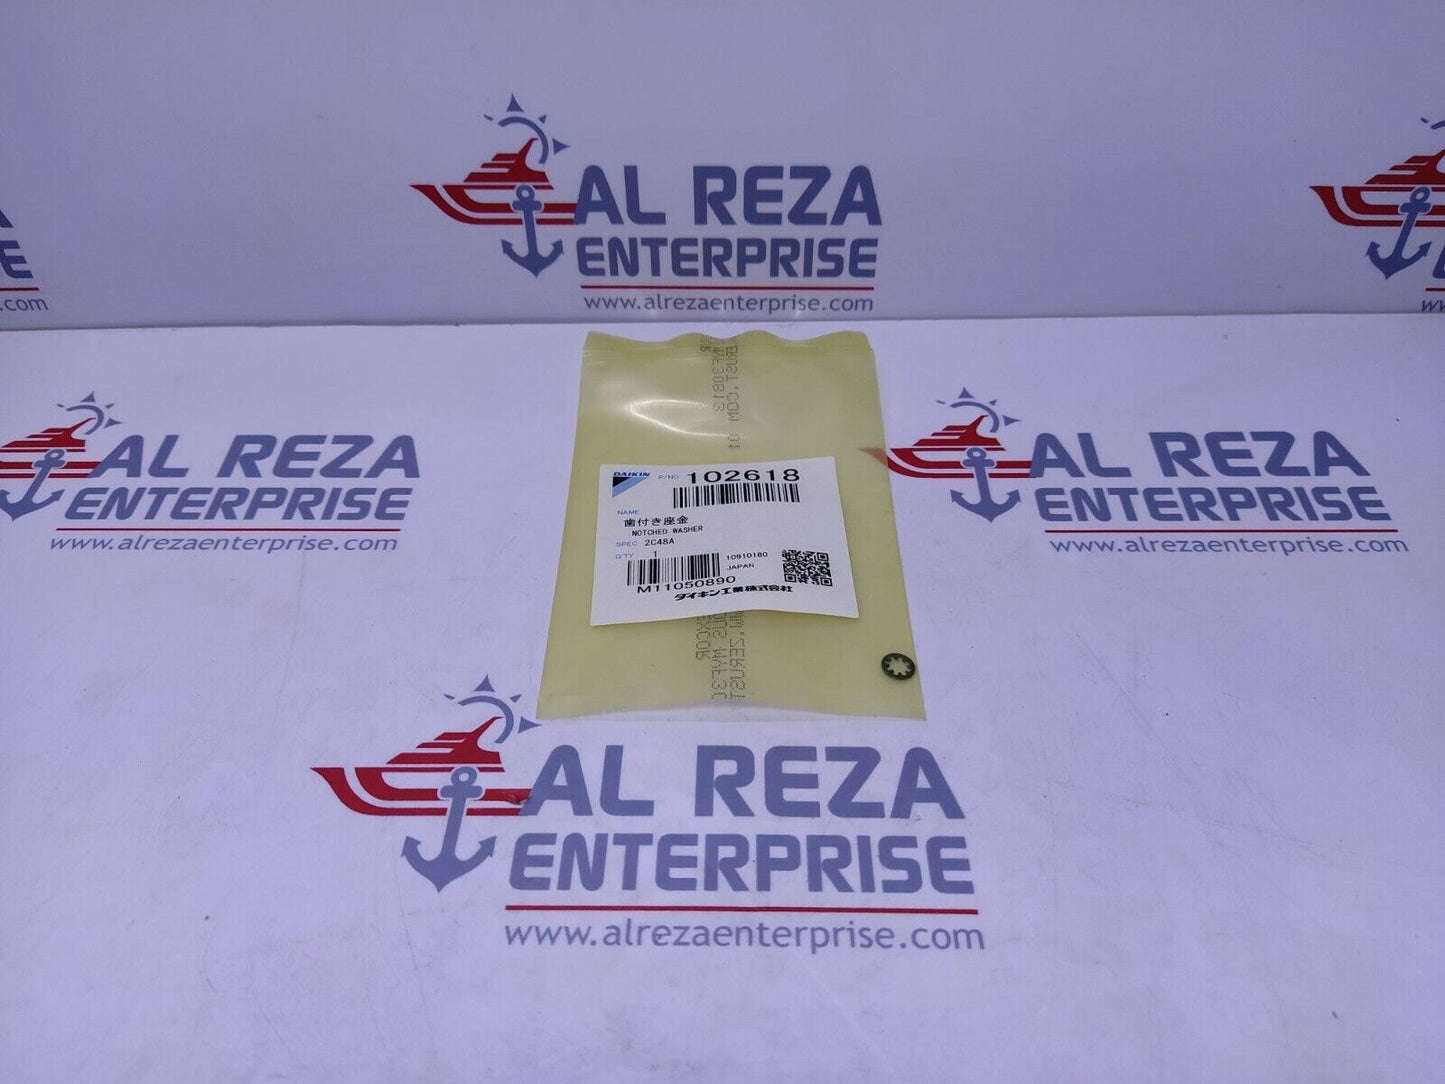 AL REZA
ENTERPRISE
www.alrezaenterprise.com
AL REZA
ENTERPRISE
www.alrezaenterprise.com
DAIKIN P/NO 102618
NAME
歯付き座金
NOTCHED WASHER
SPEC 2C48A
Q'TY 1
10910180
JAPAN
M11050890
ダイキン工業株式会社
AL REZA
ENTERPRISE
www.alrezaenterprise.com
AL REZA
ENTERPRISE
www.alrezaenterprise.com